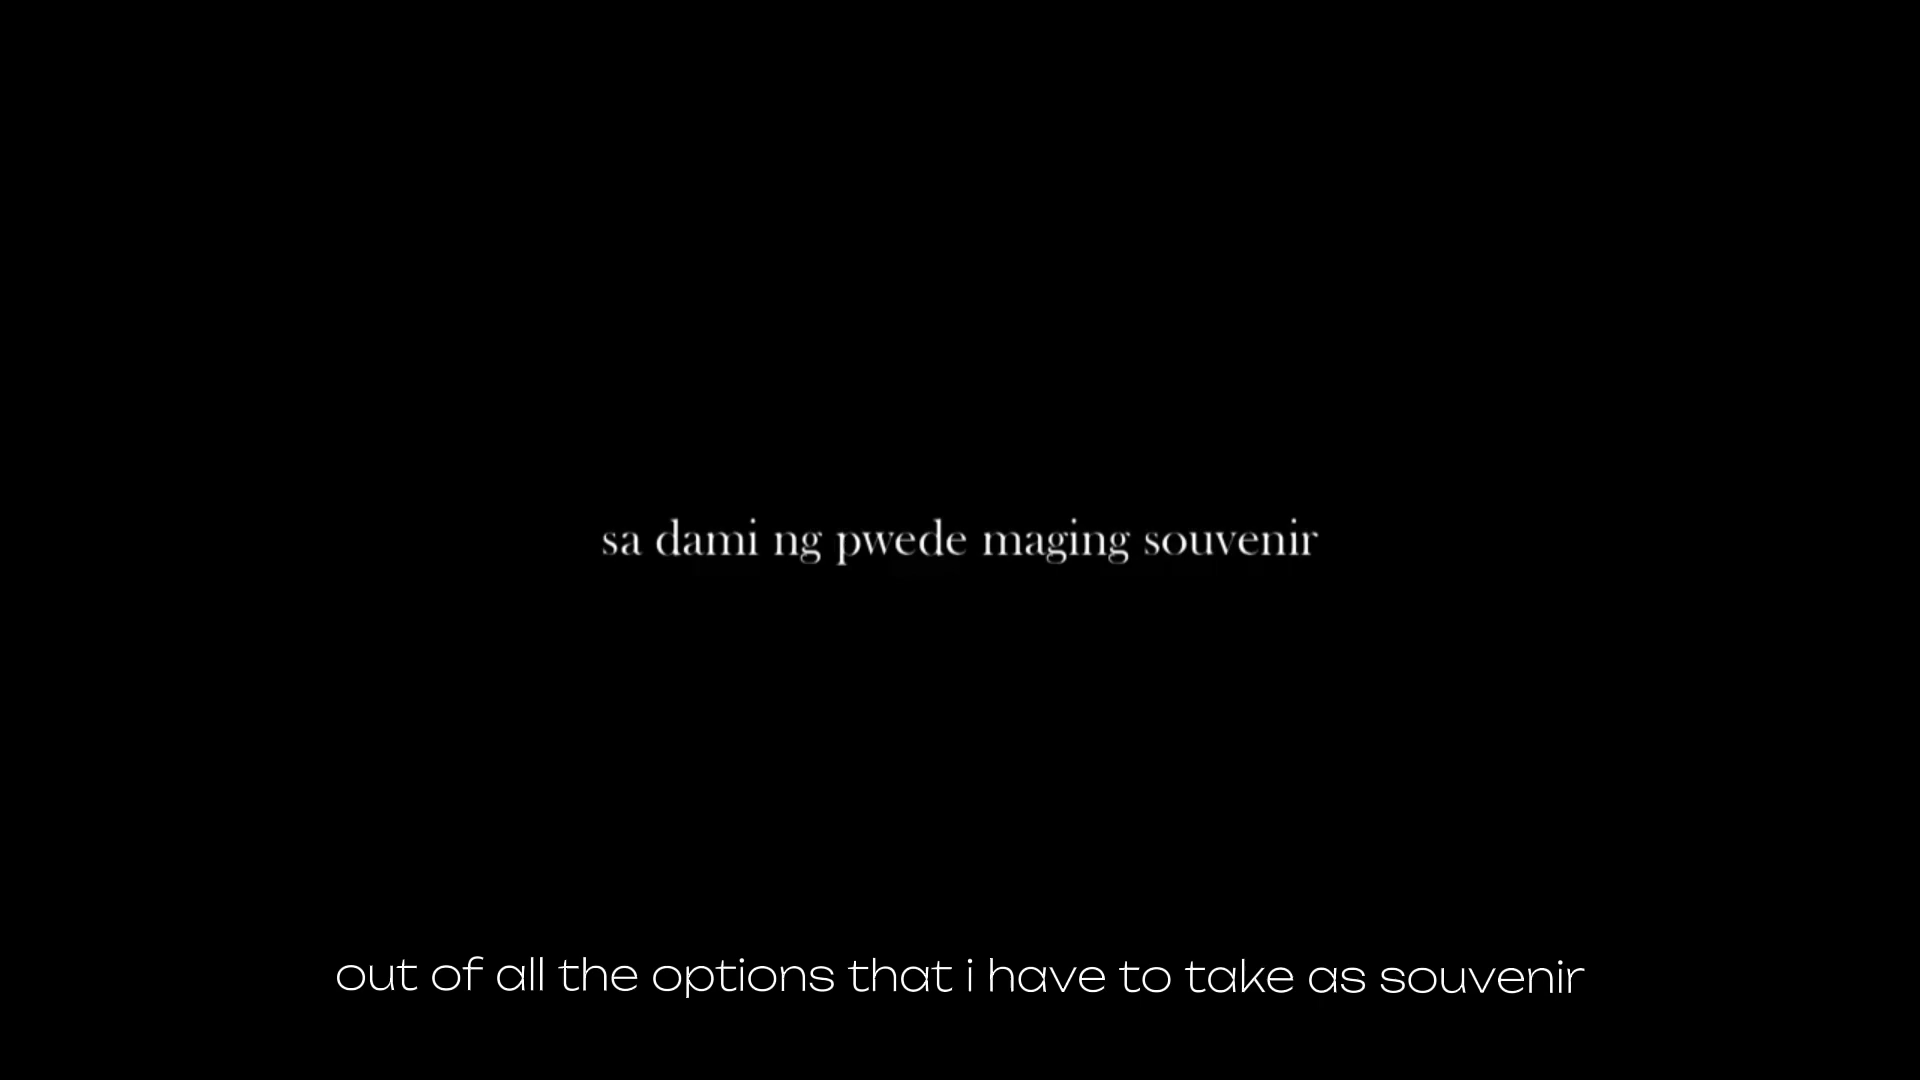 sa dami ng pwede maging souvenir
out of all the options that i have to take as souvenir